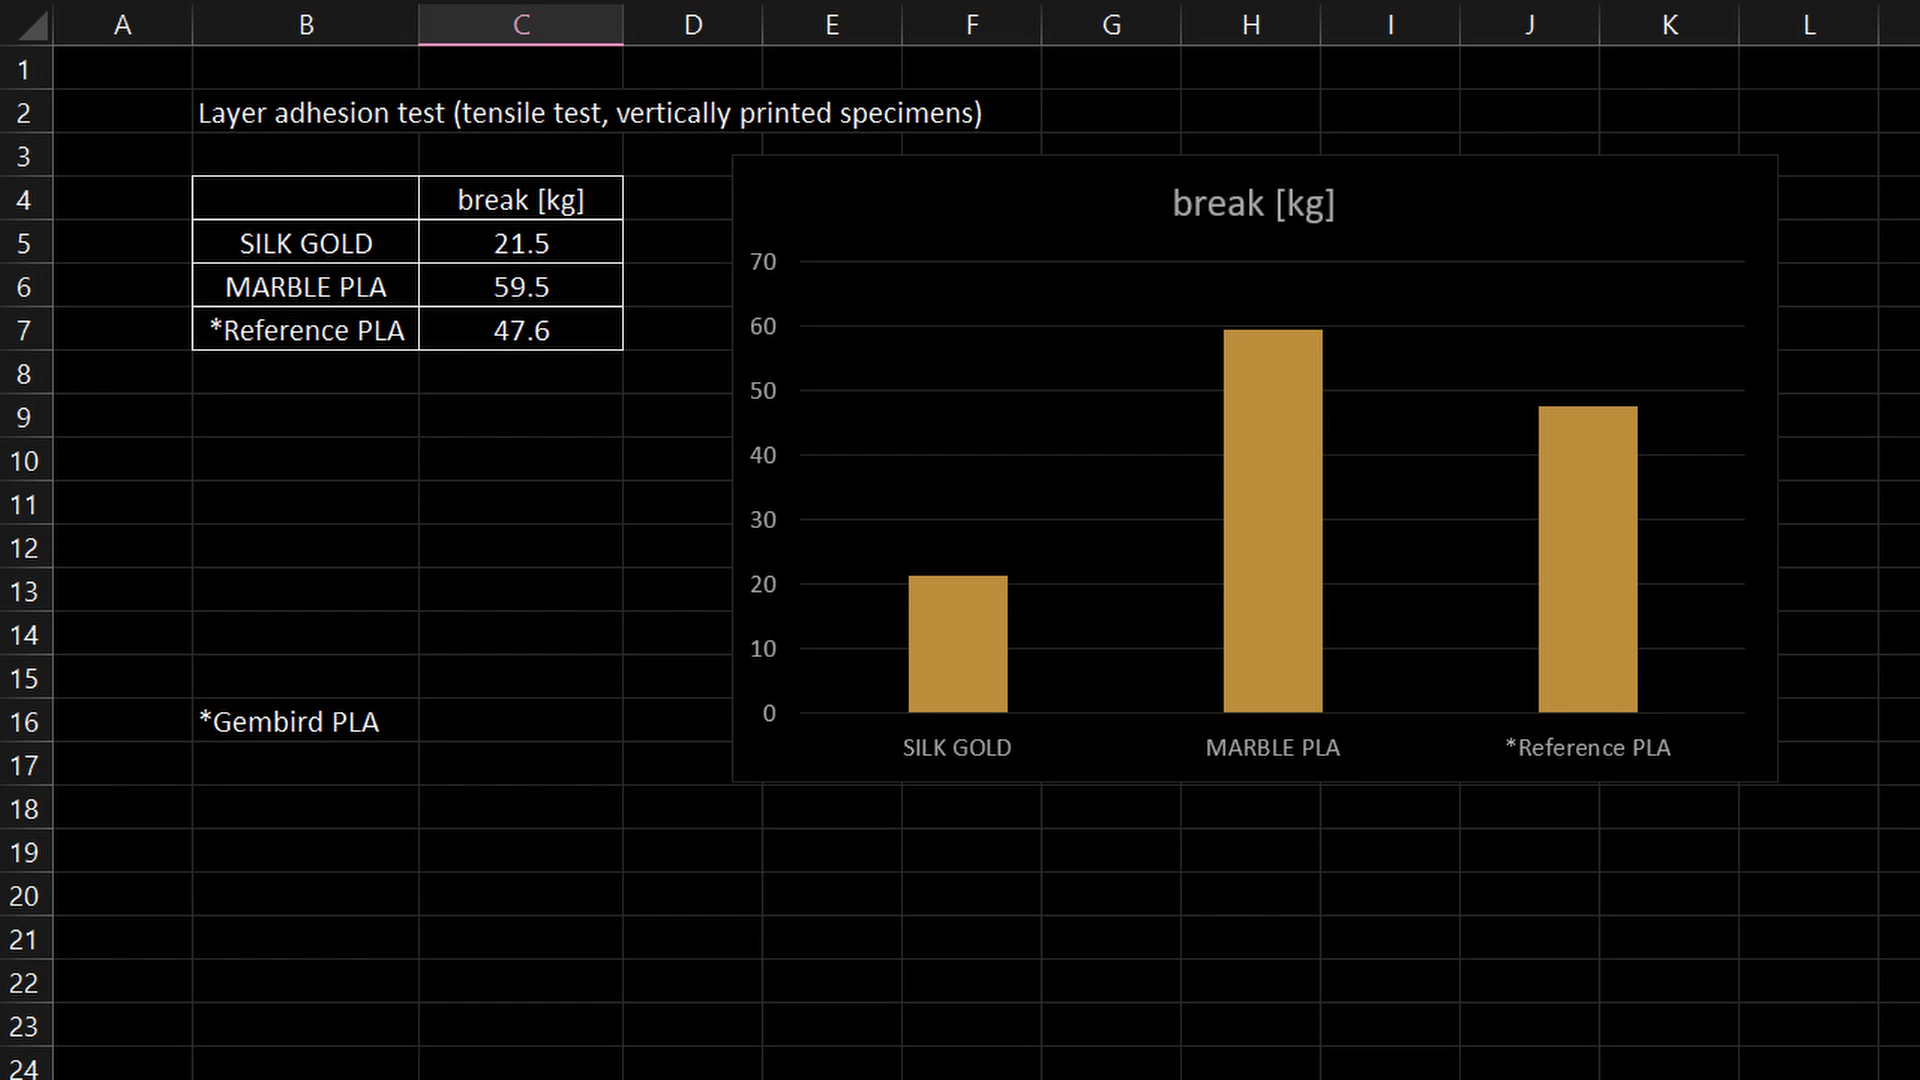 A B C D E F G H I J K L
1
2 Layer adhesion test (tensile test, vertically printed specimens)
3
4 break [kg]
5 SILK GOLD 21.5
6 MARBLE PLA 59.5
7 *Reference PLA 47.6
8
9
10
11
12
13
14
15
16 *Gembird PLA
17
18
19
20
21
22
23
24
break [kg]
70
60
50
40
30
20
10
0
SILK GOLD MARBLE PLA *Reference PLA